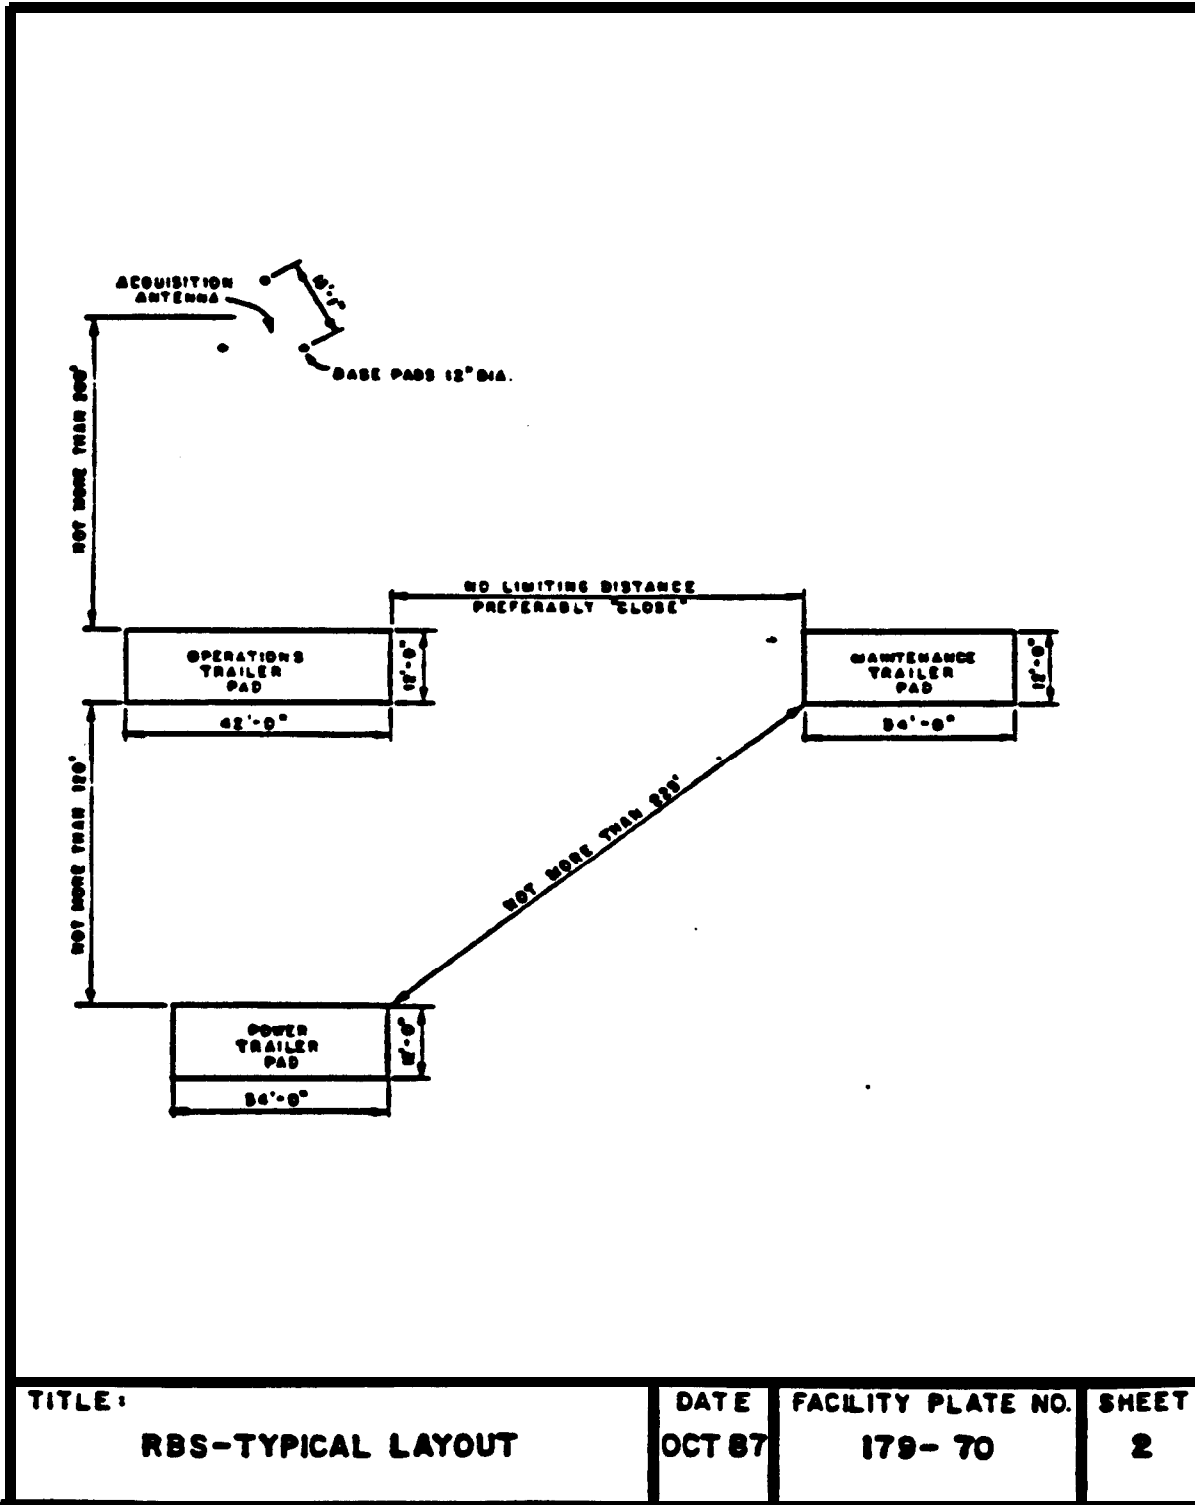 ACQUISITION
ANTENNA
BASE PADS 12" DIA.
NOT MORE THAN
NO LIMITING DISTANCE
PREFERABLY "CLOSE"
OPERATIONS
TRAILER
PAD
12'-0"
42'-0"
MAINTENANCE
TRAILER
PAD
12'-0"
34'-0"
NOT MORE THAN 120'
NOT MORE THAN 225'
POWER
TRAILER
PAD
12'-0"
34'-0"
TITLE:
RBS-TYPICAL LAYOUT
DATE
OCT 87
FACILITY PLATE NO.
179-70
SHEET
2